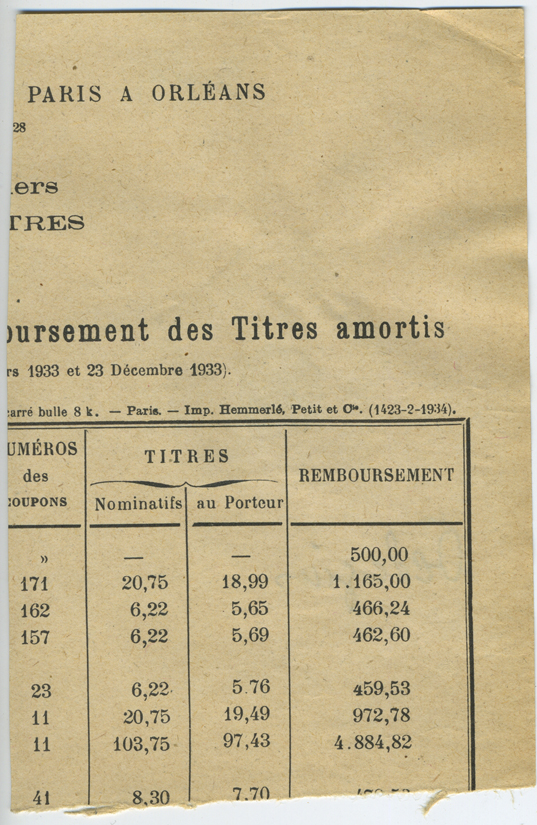 PARIS A ORLÉANS
28
ers
TRES
oursement des Titres amortis
rs 1933 et 23 Décembre 1933).
carré bulle 8 k. — Paris. — Imp. Hemmerlé, Petit et Cie. (1423-2-1934).
UMÉROS des COUPONS TITRES REMBOURSEMENT
Nominatifs au Porteur
» — — 500,00
171 20,75 18,99 1.165,00
162 6,22 5,65 466,24
157 6,22 5,69 462,60
23 6,22 5.76 459,53
11 20,75 19,49 972,78
11 103,75 97,43 4.884,82
41 8,30 7,70